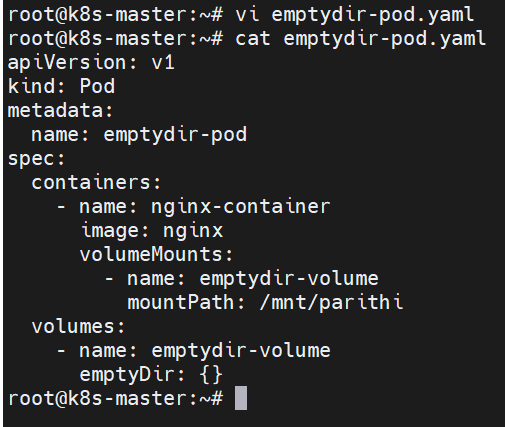 root@k8s-master:~# vi emptydir-pod.yaml
root@k8s-master:~# cat emptydir-pod.yaml
apiVersion: v1
kind: Pod
metadata:
  name: emptydir-pod
spec:
  containers:
    - name: nginx-container
      image: nginx
      volumeMounts:
        - name: emptydir-volume
          mountPath: /mnt/parithi
  volumes:
    - name: emptydir-volume
      emptyDir: {}
root@k8s-master:~#